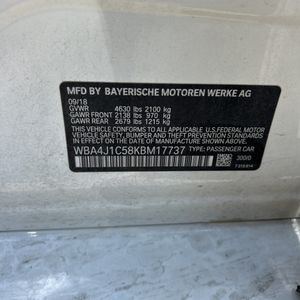 MFD BY BAYERISCHE MOTOREN WERKE AG
09/18
GVWR 4630 lbs 2100 kg
GAWR FRONT 2138 lbs 970 kg
GAWR REAR 2679 lbs 1215 kg
THIS VEHICLE CONFORMS TO ALL APPLICABLE U.S.
FEDERAL MOTOR VEHICLE SAFETY, BUMPER, AND THEFT
PREVENTION STANDARDS IN EFFECT ON THE DATE OF
MANUFACTURE SHOWN ABOVE.
WBA4J1C58KBM17737 TYPE: PASSENGER CAR
300/0